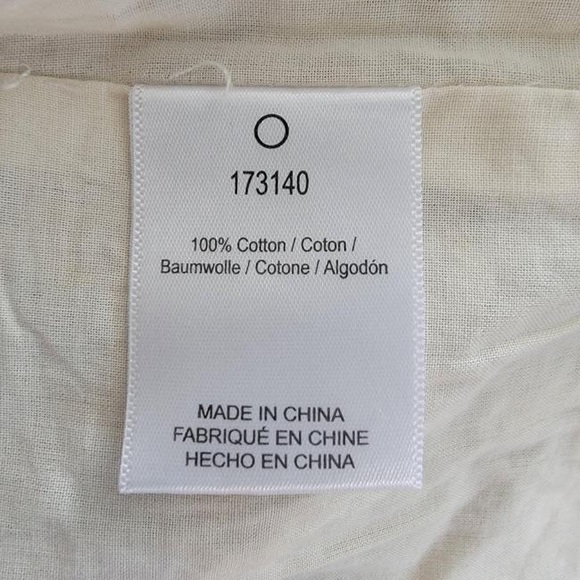 173140
100% Cotton / Coton /
Baumwolle / Cotone / Algodón
MADE IN CHINA
FABRIQUÉ EN CHINE
HECHO EN CHINA